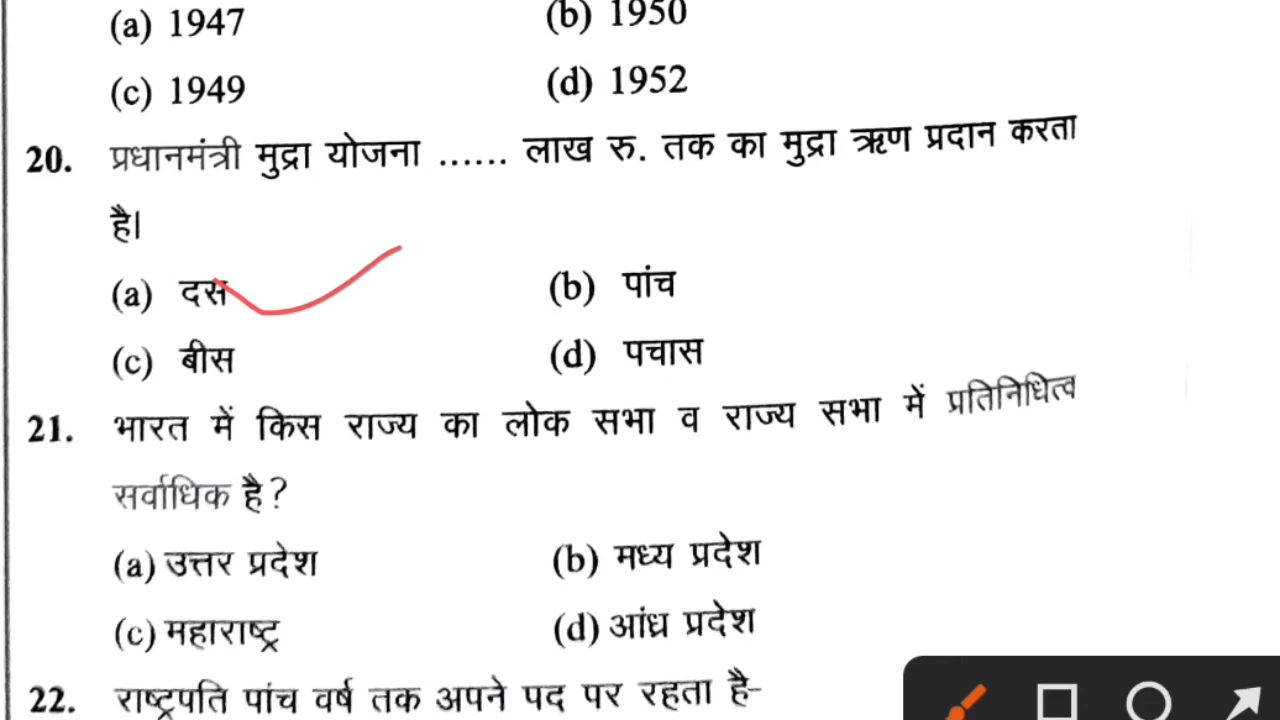 (a) 1947 (b) 1950
(c) 1949 (d) 1952
20. प्रधानमंत्री मुद्रा योजना ...... लाख रु. तक का मुद्रा ऋण प्रदान करता
है।
(a) दस (b) पांच
(c) बीस (d) पचास
21. भारत में किस राज्य का लोक सभा व राज्य सभा में प्रतिनिधित्व
सर्वाधिक है?
(a) उत्तर प्रदेश (b) मध्य प्रदेश
(c) महाराष्ट्र (d) आंध्र प्रदेश
22. राष्ट्रपति पांच वर्ष तक अपने पद पर रहता है-